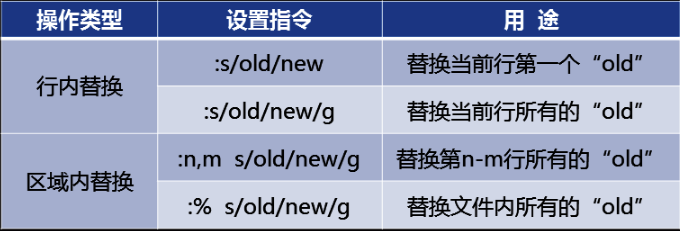 操作类型 设置指令 用 途
行内替换
:s/old/new 替换当前行第一个“old”
:s/old/new/g 替换当前行所有的“old”
区域内替换
:n,m s/old/new/g 替换第n-m行所有的“old”
:% s/old/new/g 替换文件内所有的“old”